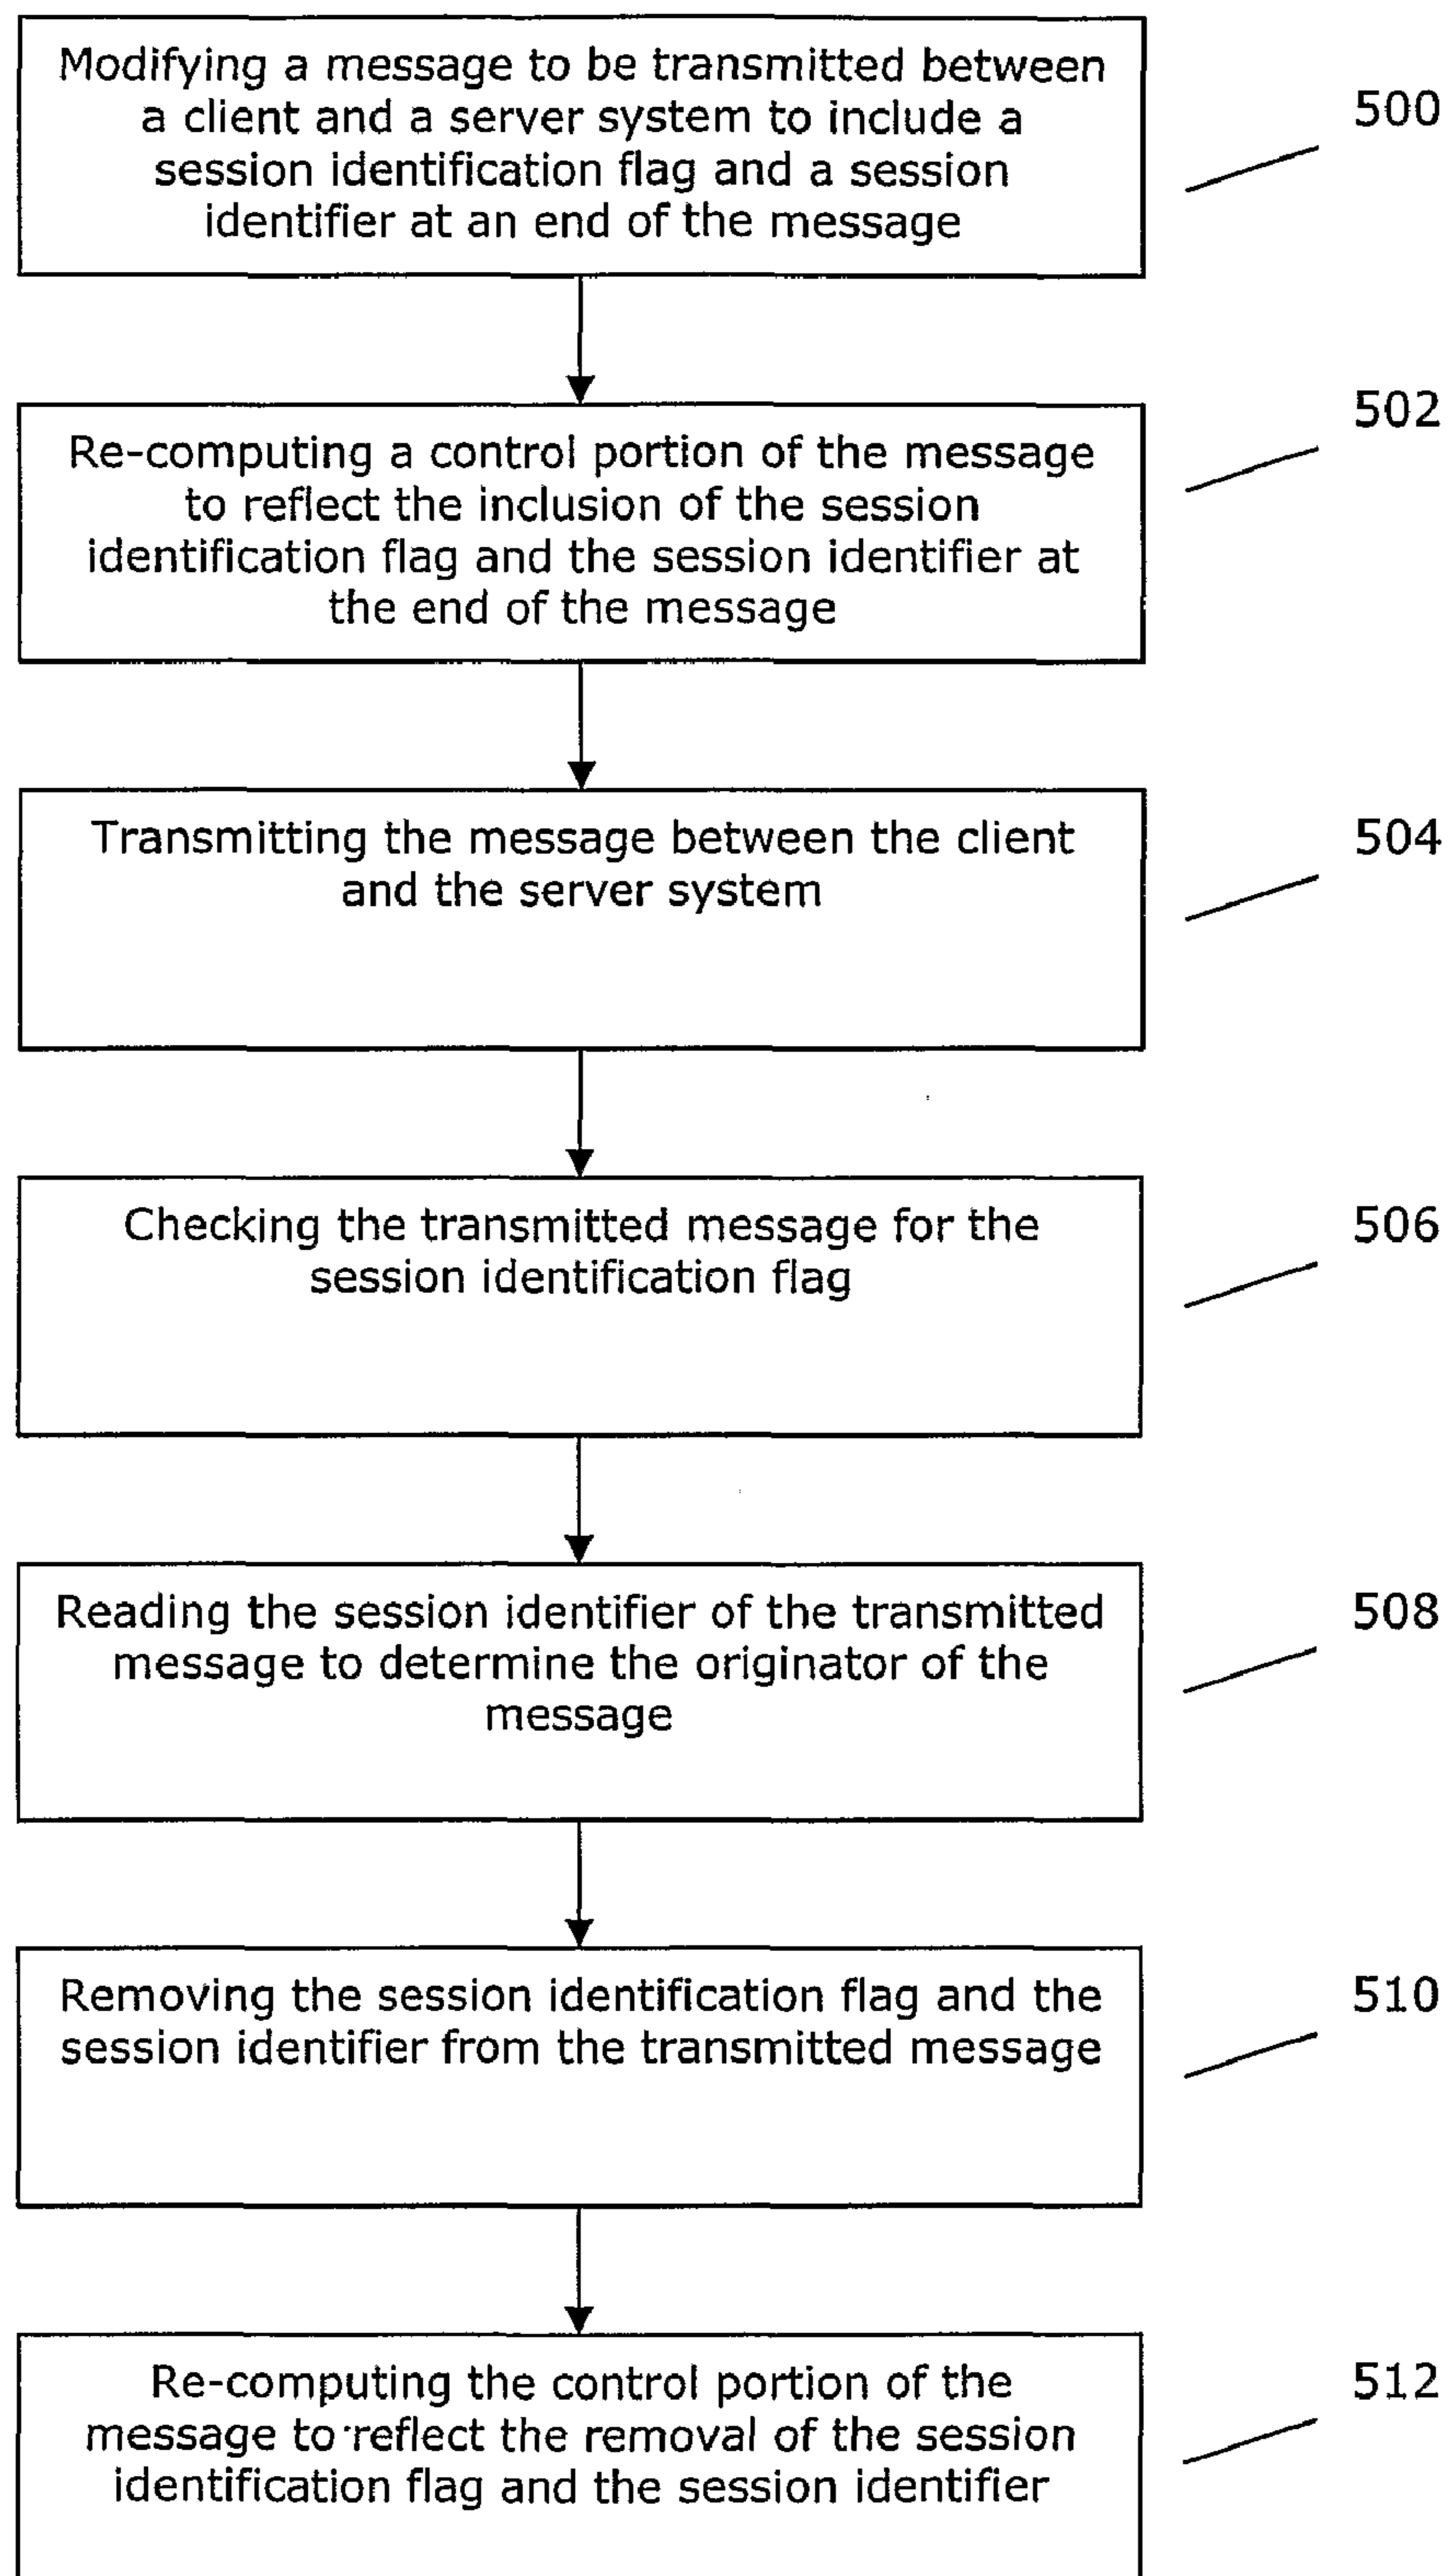 Modifying a message to be transmitted between
a client and a server system to include a
session identification flag and a session
identifier at an end of the message
500
Re-computing a control portion of the message
to reflect the inclusion of the session
identification flag and the session identifier at
the end of the message
502
Transmitting the message between the client
and the server system
504
Checking the transmitted message for the
session identification flag
506
Reading the session identifier of the transmitted
message to determine the originator of the
message
508
Removing the session identification flag and the
session identifier from the transmitted message
510
Re-computing the control portion of the
message to reflect the removal of the session
identification flag and the session identifier
512